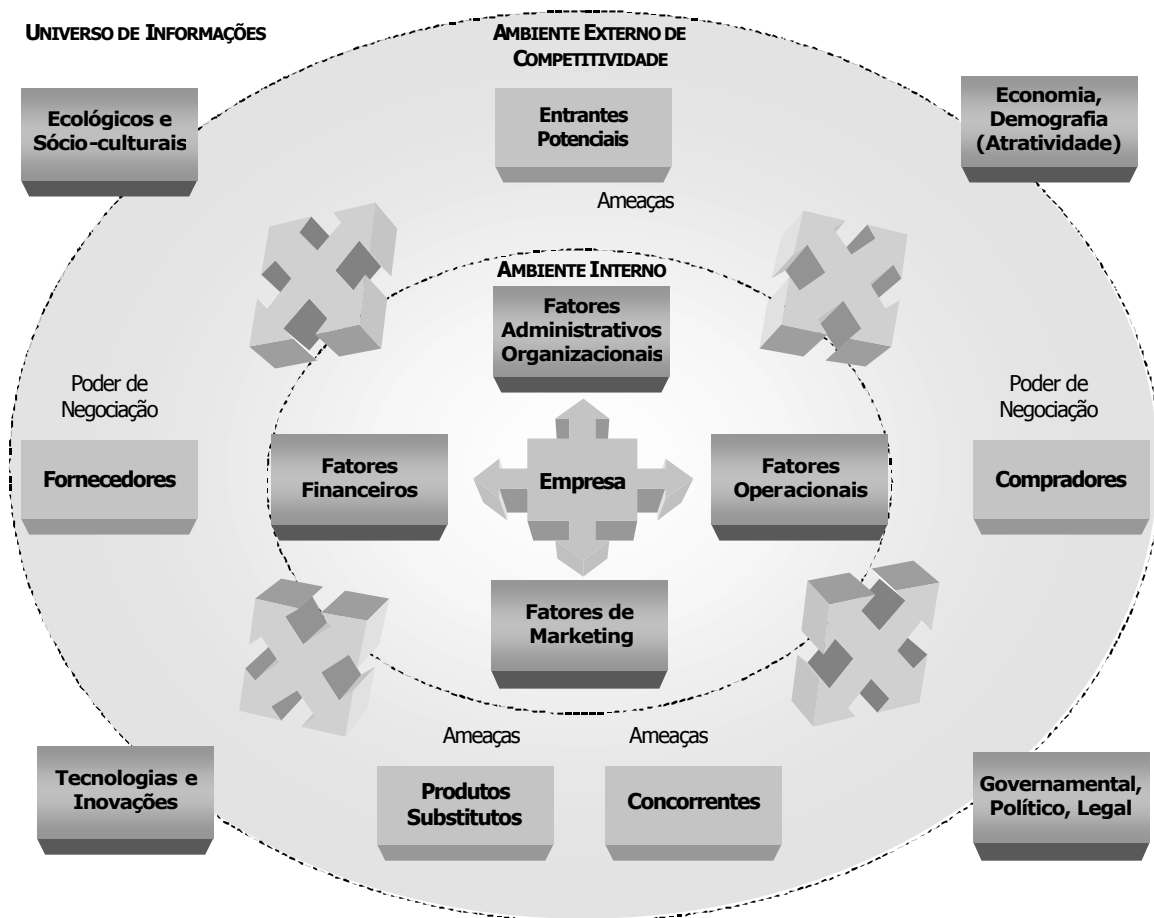 UNIVERSO DE INFORMAÇÕES
AMBIENTE EXTERNO DE
COMPETITIVIDADE
Ecológicos e
Sócio-culturais
Entrantes
Potenciais
Economia,
Demografia
(Atratividade)
Ameaças
AMBIENTE INTERNO
Fatores
Administrativos
Organizacionais
Poder de
Negociação
Fornecedores
Fatores
Financeiros
Empresa
Fatores
Operacionais
Poder de
Negociação
Compradores
Fatores de
Marketing
Ameaças
Ameaças
Tecnologias e
Inovações
Produtos
Substitutos
Concorrentes
Governamental,
Político, Legal